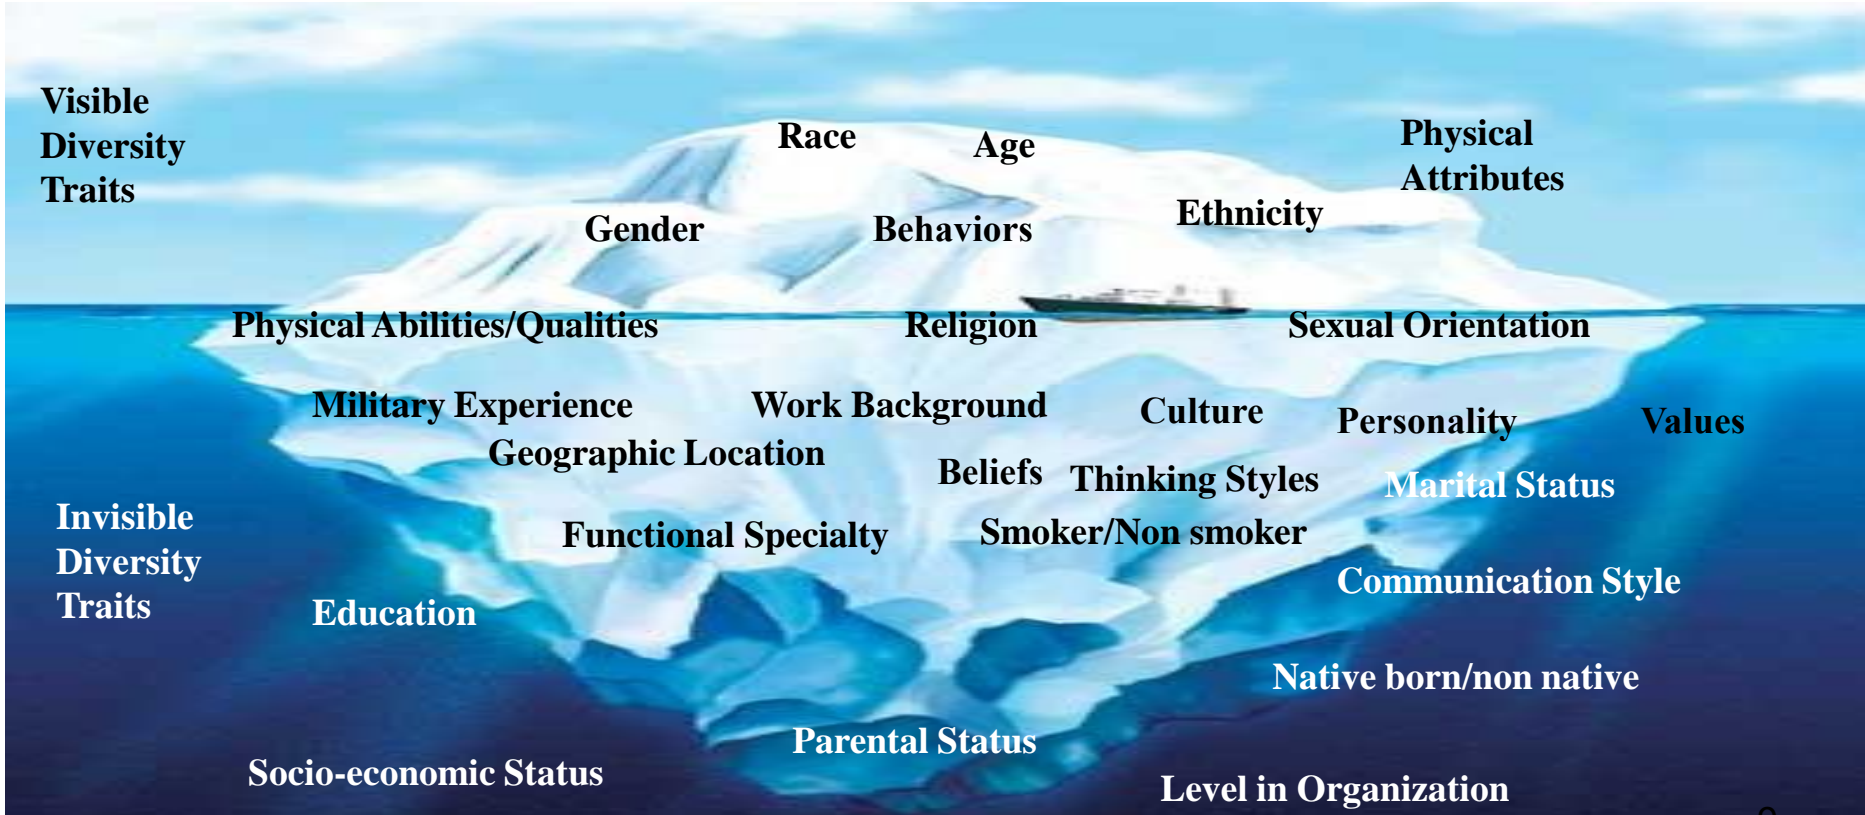 Visible
Diversity
Traits
Race
Age
Physical
Attributes
Gender
Behaviors
Ethnicity
Physical Abilities/Qualities
Religion
Sexual Orientation
Military Experience
Work Background
Culture
Personality
Values
Geographic Location
Beliefs
Thinking Styles
Marital Status
Invisible
Diversity
Traits
Functional Specialty
Smoker/Non smoker
Education
Communication Style
Native born/non native
Parental Status
Socio-economic Status
Level in Organization